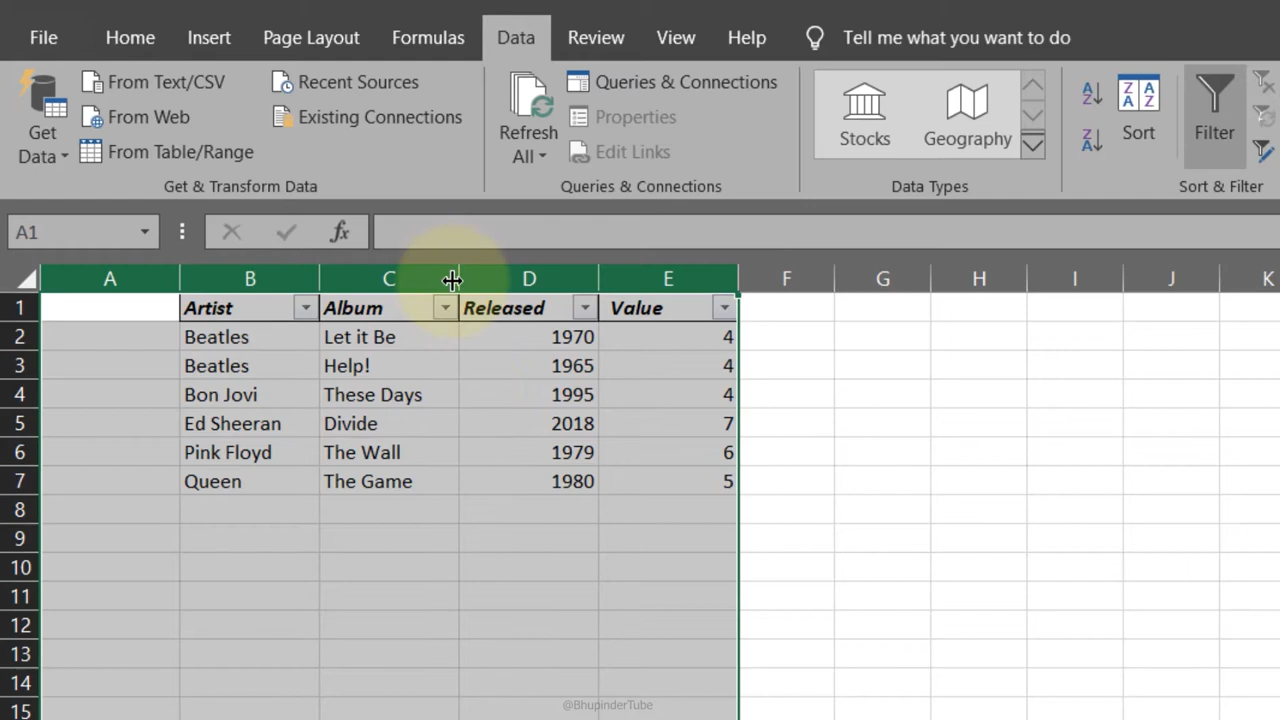 File Home Insert Page Layout Formulas Data Review View Help Tell me what you want to do
Get Data
From Text/CSV
From Web
From Table/Range
Recent Sources
Existing Connections
Get & Transform Data
Refresh All
Queries & Connections
Properties
Edit Links
Queries & Connections
Stocks
Geography
Data Types
A Z
Z A
Z A A Z
Sort
Filter
Sort & Filter
A1 fx
A B C D E F G H I J K
1 Artist Album Released Value
2 Beatles Let it Be 1970 4
3 Beatles Help! 1965 4
4 Bon Jovi These Days 1995 4
5 Ed Sheeran Divide 2018 7
6 Pink Floyd The Wall 1979 6
7 Queen The Game 1980 5
8
9
10
11
12
13
14
15
@BhupinderTube